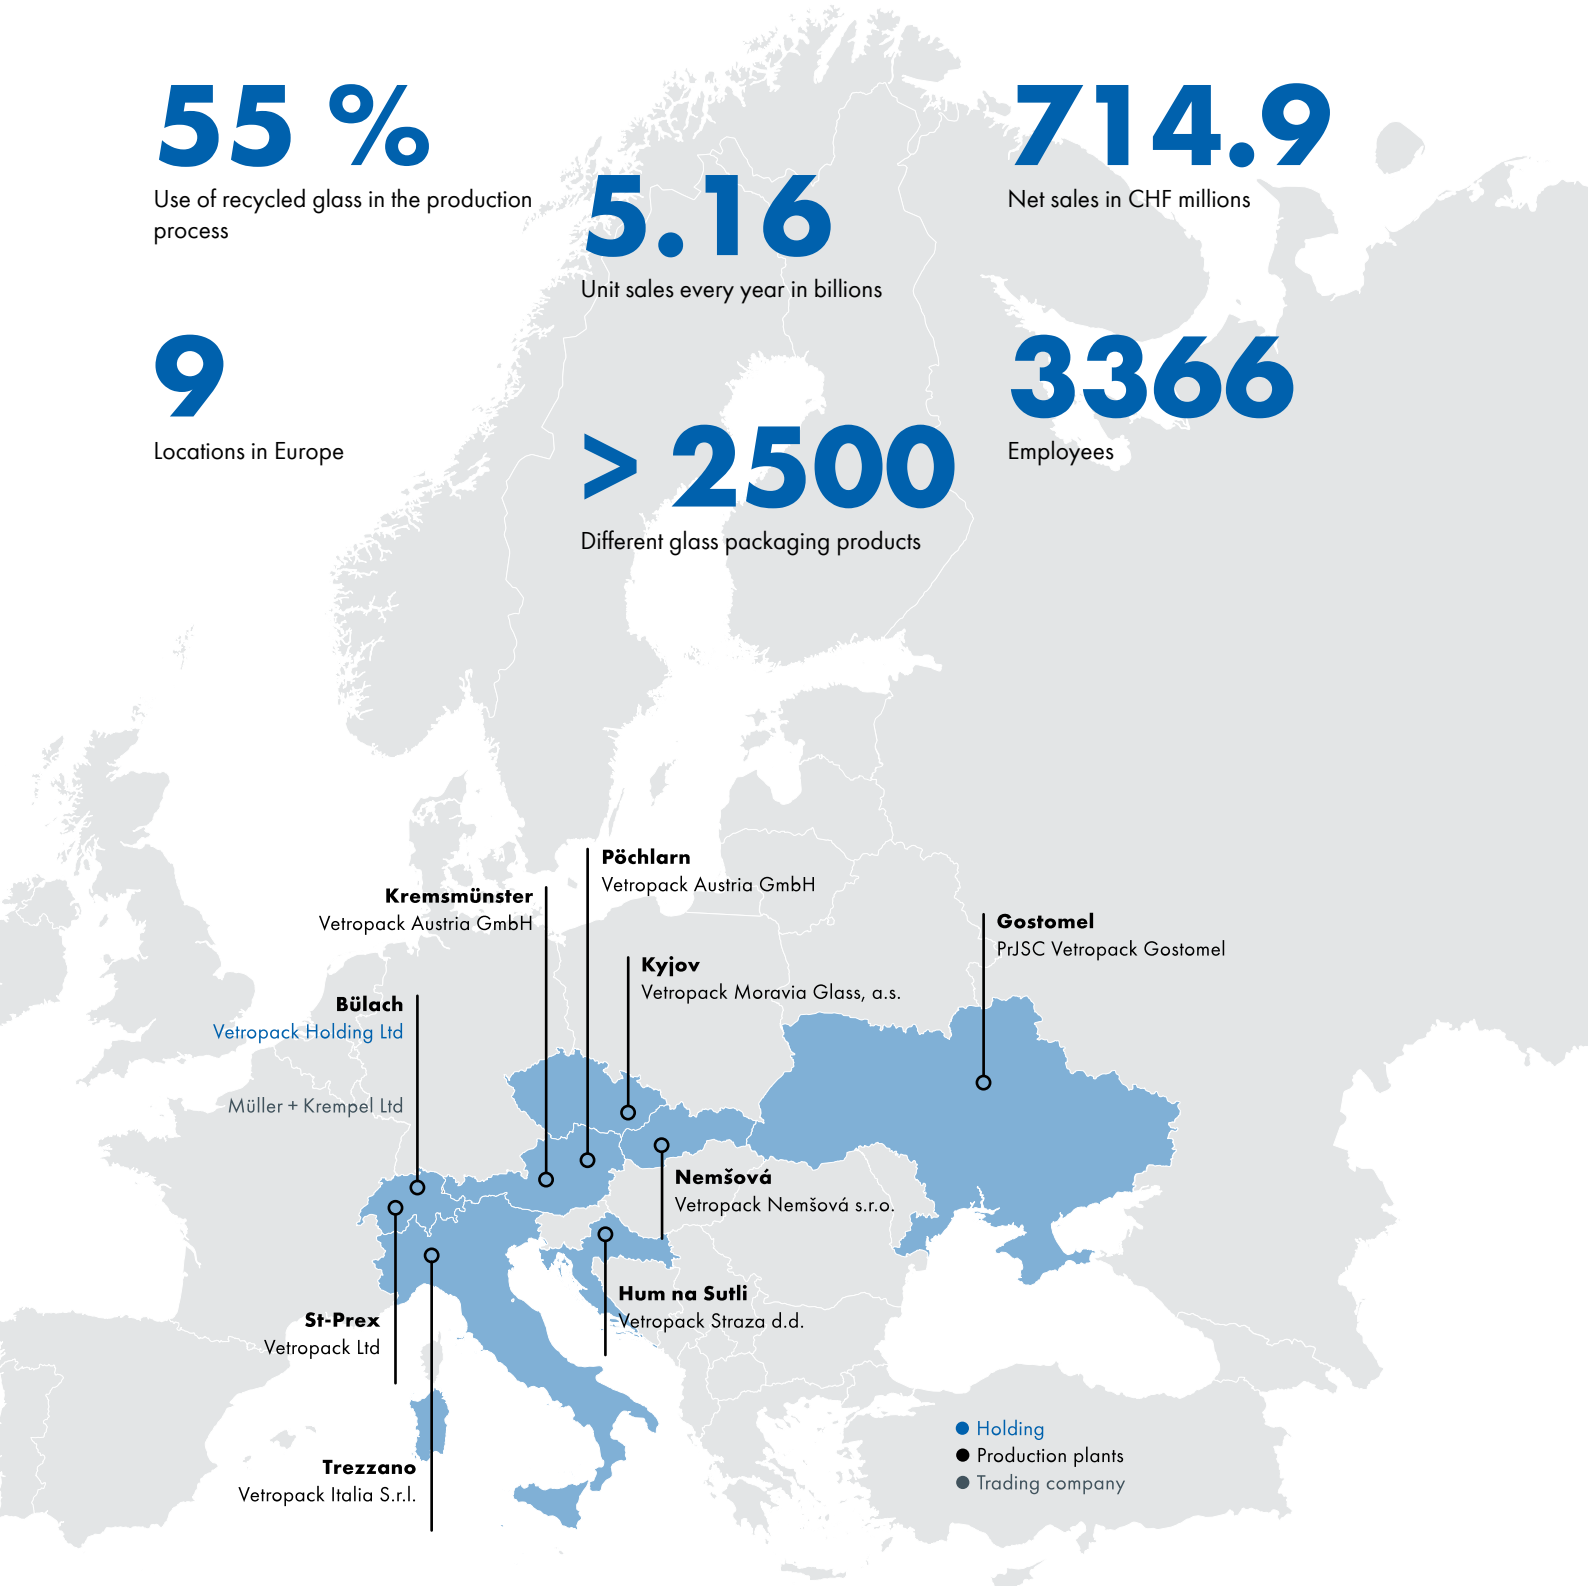 55 %
Use of recycled glass in the production
process
5.16
Unit sales every year in billions
714.9
Net sales in CHF millions
9
Locations in Europe
> 2500
Different glass packaging products
3366
Employees
Pöchlarn
Vetropack Austria GmbH
Kremsmünster
Vetropack Austria GmbH
Gostomel
PrJSC Vetropack Gostomel
Kyjov
Vetropack Moravia Glass, a.s.
Bülach
Vetropack Holding Ltd
Müller + Krempel Ltd
Nemšová
Vetropack Nemšová s.r.o.
Hum na Sutli
Vetropack Straza d.d.
St-Prex
Vetropack Ltd
Trezzano
Vetropack Italia S.r.l.
Holding
Production plants
Trading company